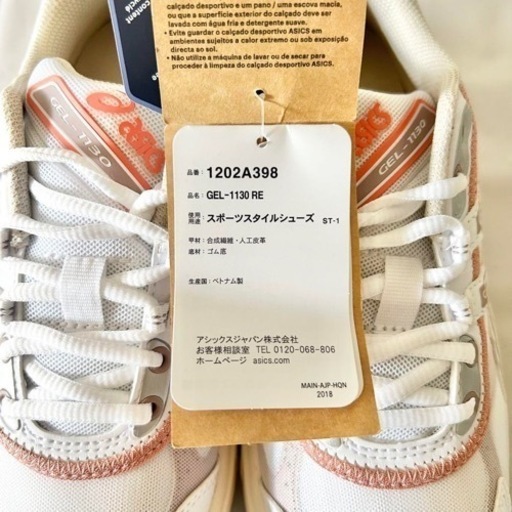 content
calçado desportivo e um pano / uma escova macia,
ou que a superfície exterior do calçado deve ser
lavada com água fria e detergente suave.
• Evite guardar o calçado desportivo ASICS em
ambientes sujeitos a calor extremo ou sob exposição
direta do sol.
• Não utilize a máquina de lavar ou de secar para
proceder à limpeza do calçado desportivo ASICS.
GEL-1130
GEL-1130
品番： 1202A398
品名： GEL-1130 RE
使用用途： スポーツスタイルシューズ ST-1
甲材：合成繊維・人工皮革
底材：ゴム底
生産国：ベトナム製
アシックスジャパン株式会社
お客様相談室 TEL 0120-068-806
ホームページ asics.com
MAIN-AJP-HQN
2018